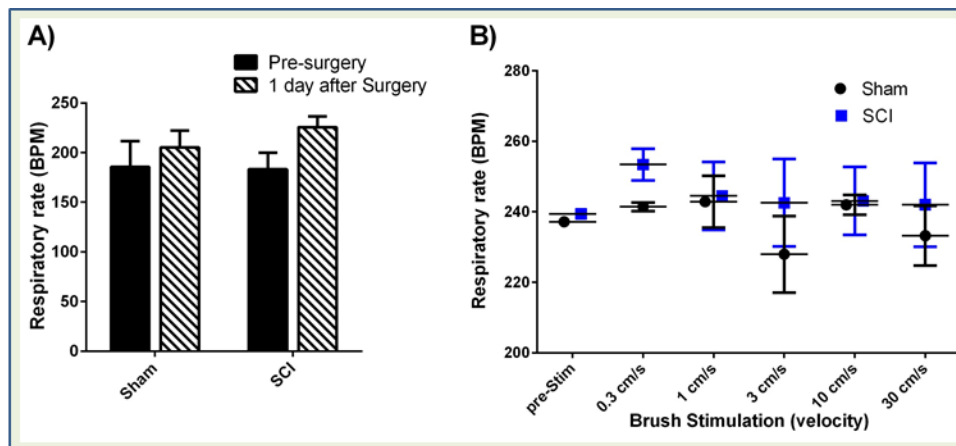 A)
Pre-surgery
1 day after Surgery
Respiratory rate (BPM)
250
200
150
100
50
0
Sham
SCI
B)
Sham
SCI
Respiratory rate (BPM)
280
260
240
220
200
pre-Stim
0.3 cm/s
1 cm/s
3 cm/s
10 cm/s
30 cm/s
Brush Stimulation (velocity)